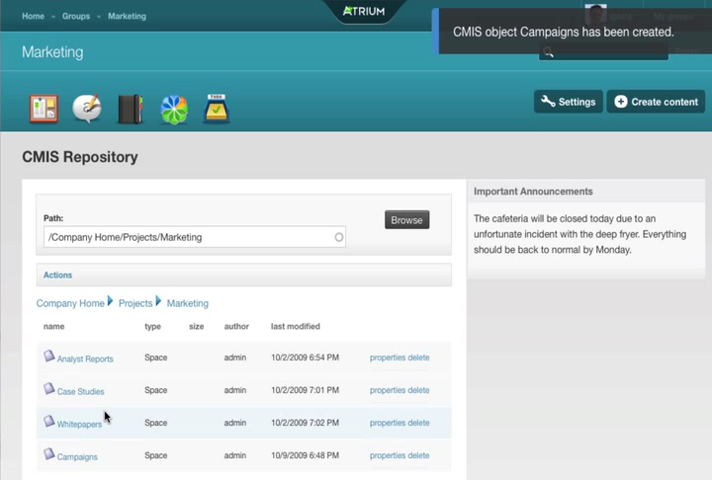 Home Groups Marketing
ATRIUM
CMIS object Campaigns has been created.
Marketing
Settings
Create content
CMIS Repository
Path:
/Company Home/Projects/Marketing
Browse
Actions
Company Home Projects Marketing
name type size author last modified
Analyst Reports Space admin 10/2/2009 6:54 PM properties delete
Case Studies Space admin 10/2/2009 7:01 PM properties delete
Whitepapers Space admin 10/2/2009 7:02 PM properties delete
Campaigns Space admin 10/9/2009 6:48 PM properties delete
Important Announcements
The cafeteria will be closed today due to an
unfortunate incident with the deep fryer. Everything
should be back to normal by Monday.